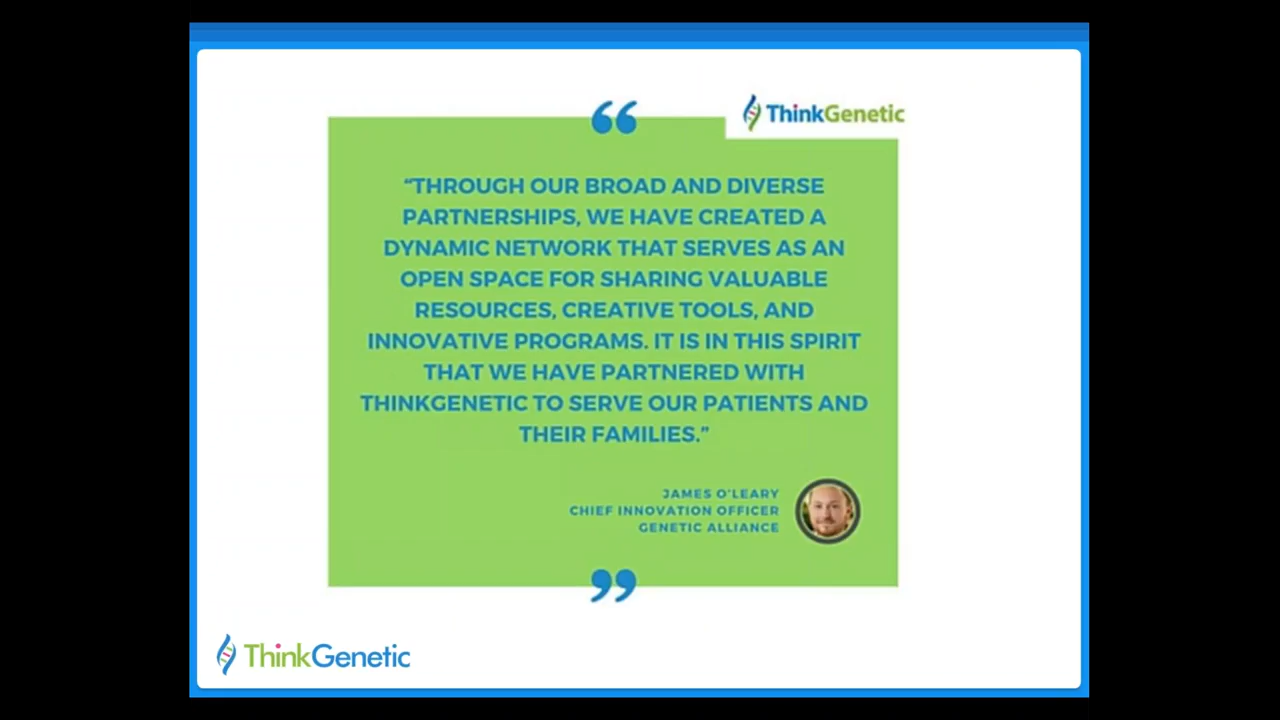 “
ThinkGenetic
“THROUGH OUR BROAD AND DIVERSE
PARTNERSHIPS, WE HAVE CREATED A
DYNAMIC NETWORK THAT SERVES AS AN
OPEN SPACE FOR SHARING VALUABLE
RESOURCES, CREATIVE TOOLS, AND
INNOVATIVE PROGRAMS. IT IS IN THIS SPIRIT
THAT WE HAVE PARTNERED WITH
THINKGENETIC TO SERVE OUR PATIENTS AND
THEIR FAMILIES.”
JAMES O'LEARY
CHIEF INNOVATION OFFICER
GENETIC ALLIANCE
”
ThinkGenetic